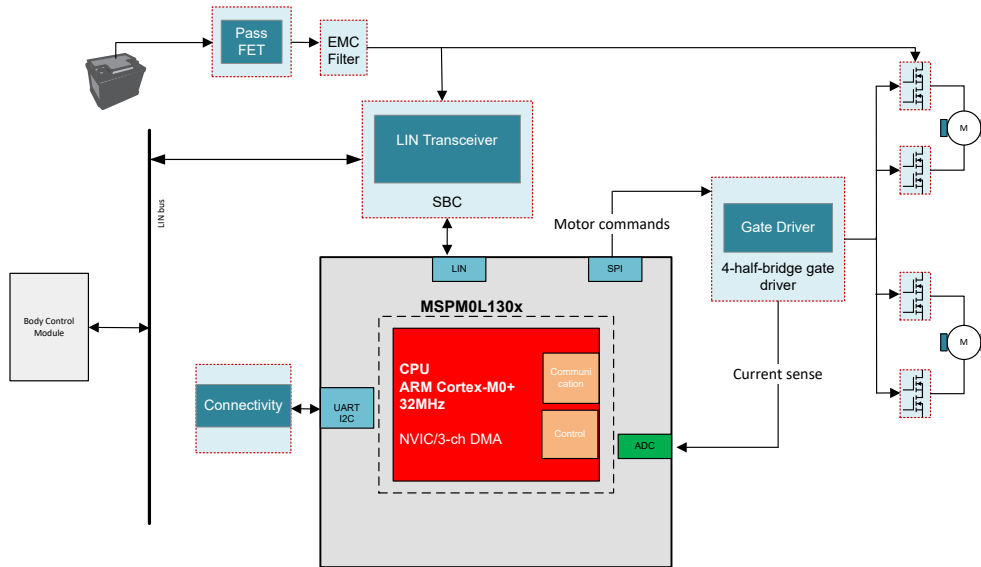 Pass
FET
EMC
Filter
LIN Transceiver
SBC
LIN bus
Motor commands
Gate Driver
4-half-bridge gate
driver
M
M
LIN
SPI
MSPM0L130x
Body Control
Module
CPU
ARM Cortex-M0+
32MHz
NVIC/3-ch DMA
Communi
cation
Control
Connectivity
UART
I2C
ADC
Current sense